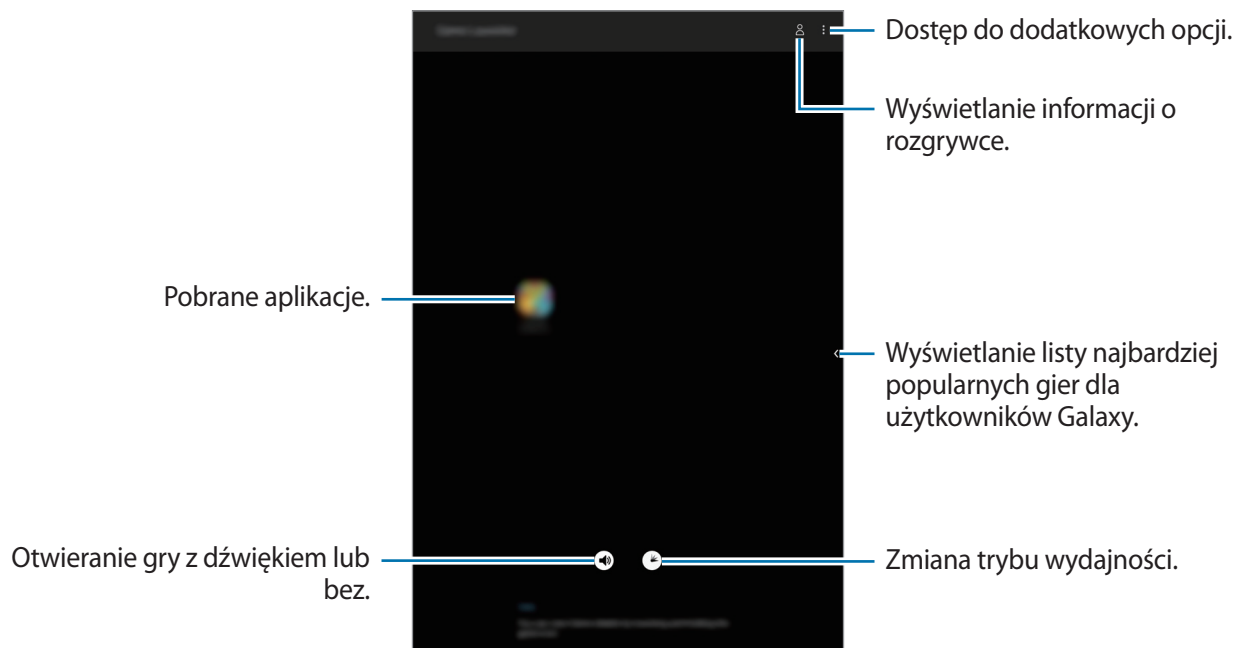 Dostęp do dodatkowych opcji.
Wyświetlanie informacji o
rozgrywce.
Pobrane aplikacje.
Wyświetlanie listy najbardziej
popularnych gier dla
użytkowników Galaxy.
Otwieranie gry z dźwiękiem lub
bez.
Zmiana trybu wydajności.